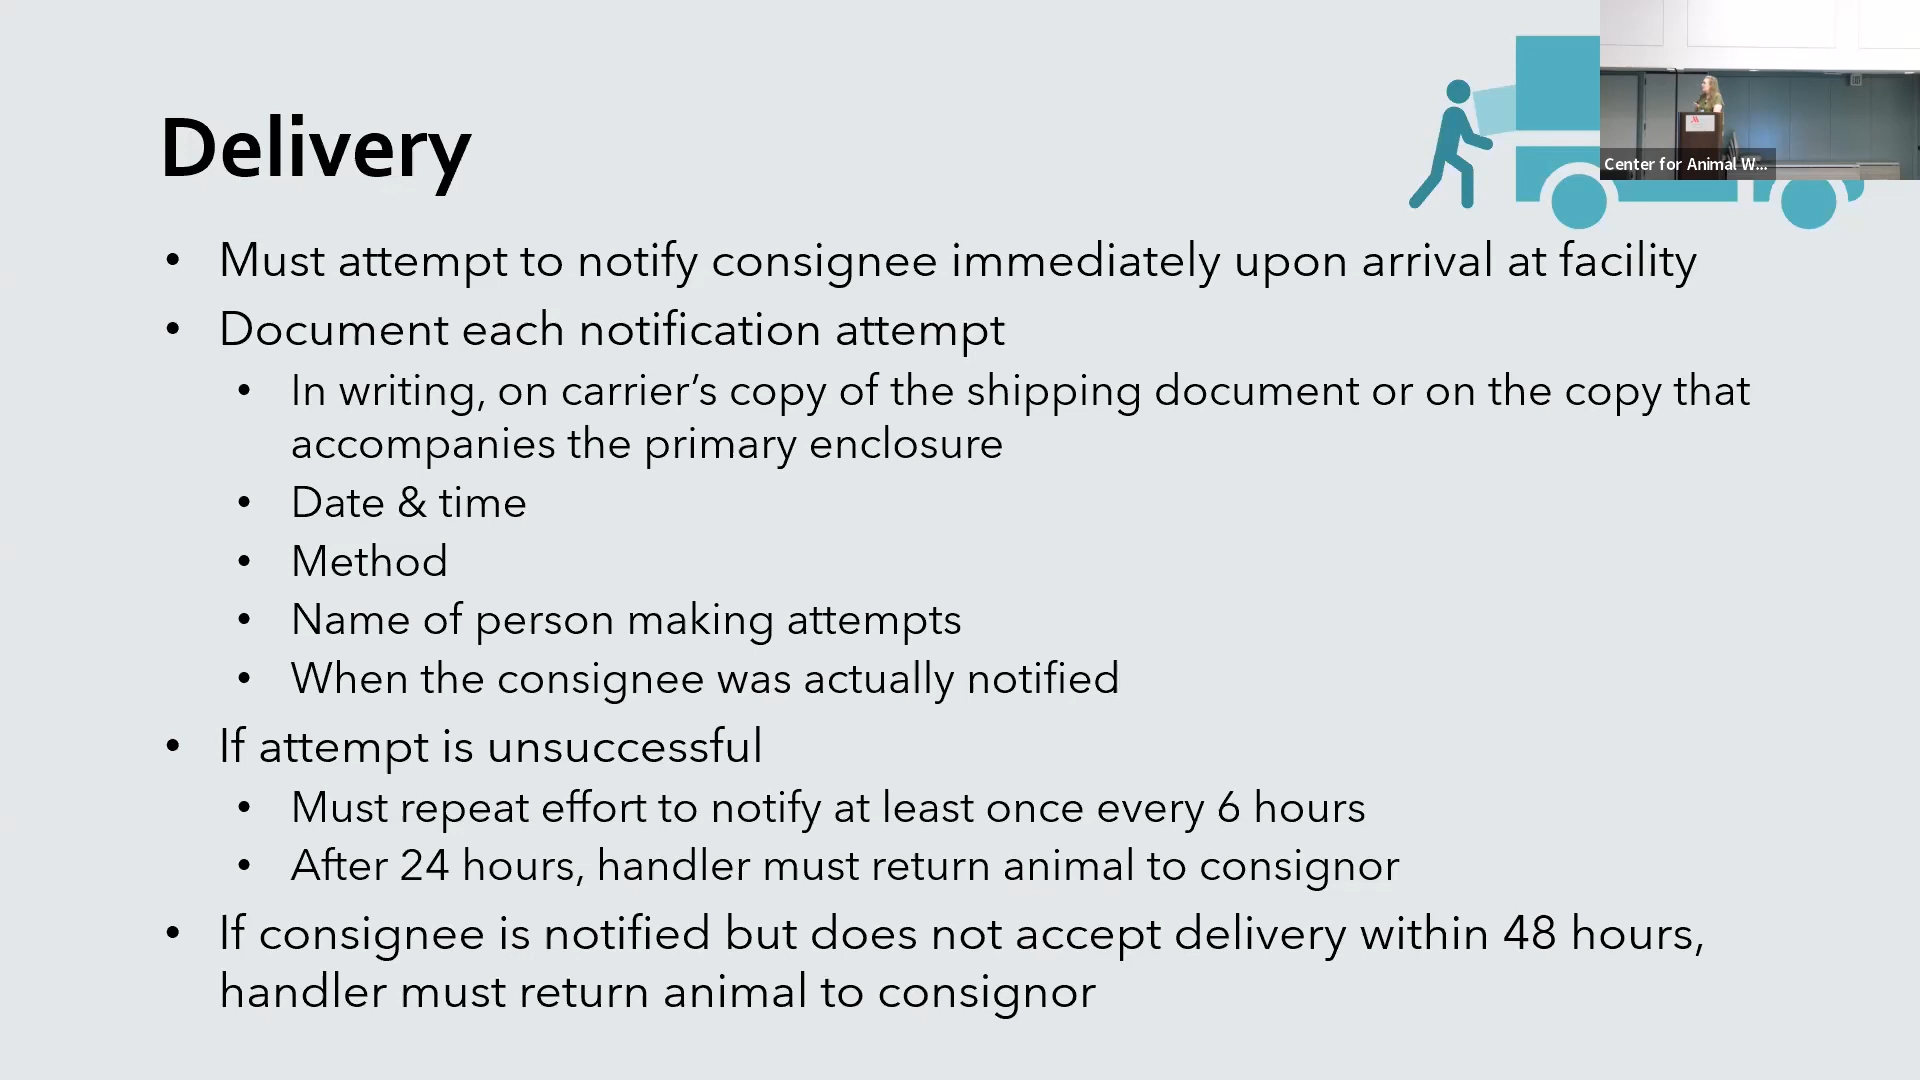 Delivery
Center for Animal W...
• Must attempt to notify consignee immediately upon arrival at facility
• Document each notification attempt
• In writing, on carrier’s copy of the shipping document or on the copy that
accompanies the primary enclosure
• Date & time
• Method
• Name of person making attempts
• When the consignee was actually notified
• If attempt is unsuccessful
• Must repeat effort to notify at least once every 6 hours
• After 24 hours, handler must return animal to consignor
• If consignee is notified but does not accept delivery within 48 hours,
handler must return animal to consignor